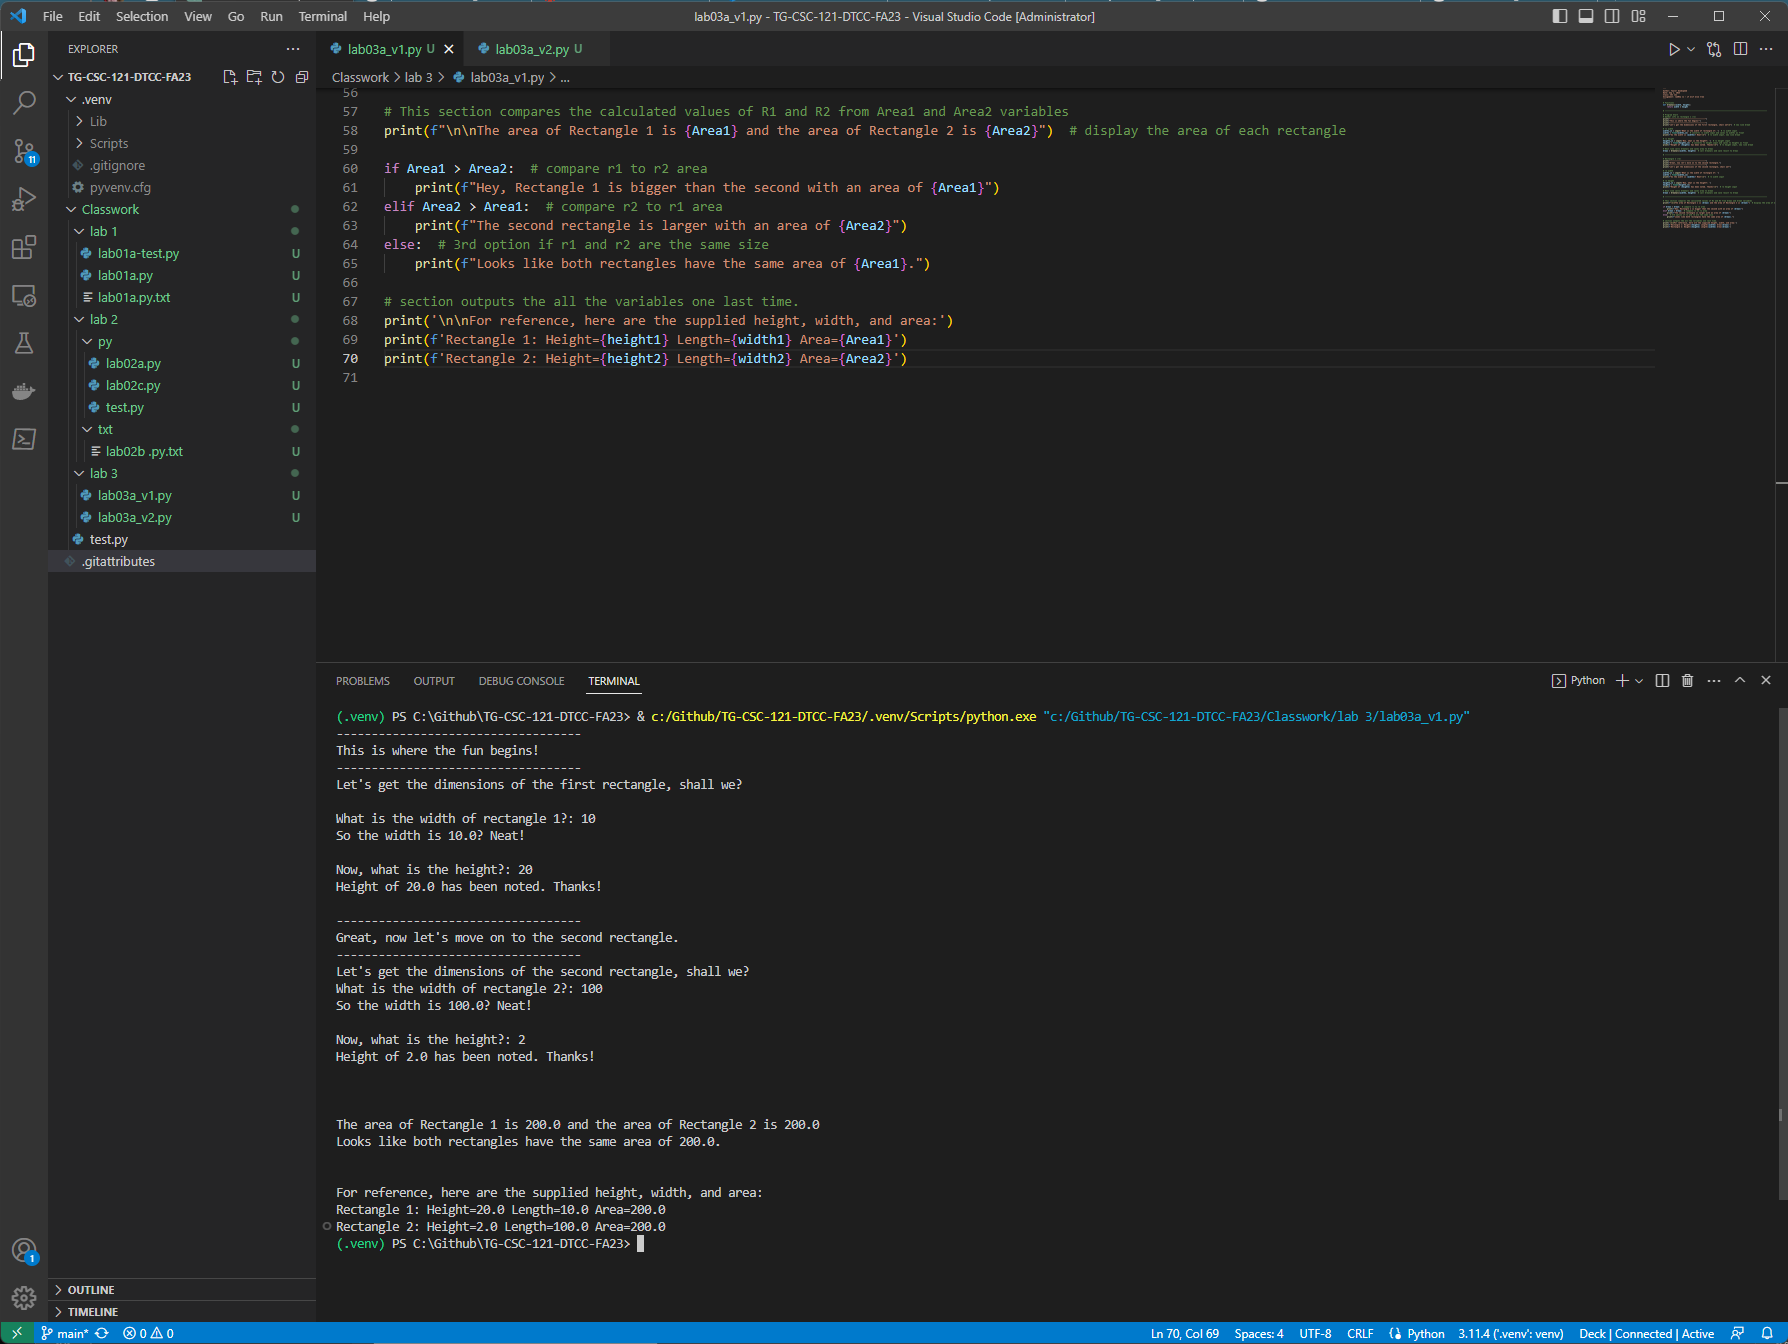 File Edit Selection View Go Run Terminal Help
lab03a_v1.py - TG-CSC-121-DTCC-FA23 - Visual Studio Code [Administrator]
EXPLORER
TG-CSC-121-DTCC-FA23
.venv
Lib
Scripts
.gitignore
pyvenv.cfg
Classwork
lab 1
lab01a-test.py U
lab01a.py U
lab01a.py.txt U
lab 2
py
lab02a.py U
lab02c.py U
test.py U
txt
lab02b .py.txt U
lab 3
lab03a_v1.py U
lab03a_v2.py U
test.py
.gitattributes
OUTLINE
TIMELINE
11
1
lab03a_v1.py U
lab03a_v2.py U
Classwork > lab 3 > lab03a_v1.py > ...
56
57 # This section compares the calculated values of R1 and R2 from Area1 and Area2 variables
58 print(f"\n\nThe area of Rectangle 1 is {Area1} and the area of Rectangle 2 is {Area2}")  # display the area of each rectangle
59
60 if Area1 > Area2:  # compare r1 to r2 area
61     print(f"Hey, Rectangle 1 is bigger than the second with an area of {Area1}")
62 elif Area2 > Area1:  # compare r2 to r1 area
63     print(f"The second rectangle is larger with an area of {Area2}")
64 else:  # 3rd option if r1 and r2 are the same size
65     print(f"Looks like both rectangles have the same area of {Area1}.")
66
67 # section outputs the all the variables one last time.
68 print('\n\nFor reference, here are the supplied height, width, and area:')
69 print(f'Rectangle 1: Height={height1} Length={width1} Area={Area1}')
70 print(f'Rectangle 2: Height={height2} Length={width2} Area={Area2}')
71
PROBLEMS OUTPUT DEBUG CONSOLE TERMINAL
Python
(.venv) PS C:\Github\TG-CSC-121-DTCC-FA23> & c:/Github/TG-CSC-121-DTCC-FA23/.venv/Scripts/python.exe "c:/Github/TG-CSC-121-DTCC-FA23/Classwork/lab 3/lab03a_v1.py"
-----------------------------------
This is where the fun begins!
-----------------------------------
Let's get the dimensions of the first rectangle, shall we?
What is the width of rectangle 1?: 10
So the width is 10.0? Neat!
Now, what is the height?: 20
Height of 20.0 has been noted. Thanks!
-----------------------------------
Great, now let's move on to the second rectangle.
-----------------------------------
Let's get the dimensions of the second rectangle, shall we?
What is the width of rectangle 2?: 100
So the width is 100.0? Neat!
Now, what is the height?: 2
Height of 2.0 has been noted. Thanks!
The area of Rectangle 1 is 200.0 and the area of Rectangle 2 is 200.0
Looks like both rectangles have the same area of 200.0.
For reference, here are the supplied height, width, and area:
Rectangle 1: Height=20.0 Length=10.0 Area=200.0
Rectangle 2: Height=2.0 Length=100.0 Area=200.0
(.venv) PS C:\Github\TG-CSC-121-DTCC-FA23>
main* 0 0
Ln 70, Col 69 Spaces: 4 UTF-8 CRLF Python 3.11.4 ('.venv': venv) Deck | Connected | Active